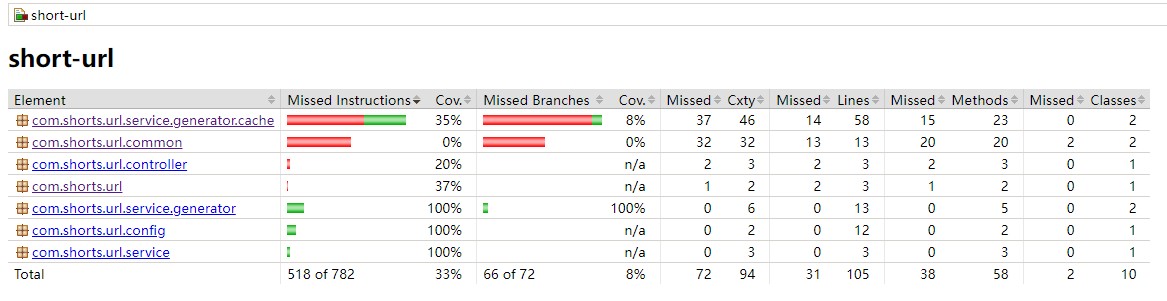 short-url
short-url
Element Missed Instructions Cov. Missed Branches Cov. Missed Cxty Missed Lines Missed Methods Missed Classes
com.shorts.url.service.generator.cache 35% 8% 37 46 14 58 15 23 0 2
com.shorts.url.common 0% 0% 32 32 13 13 20 20 2 2
com.shorts.url.controller 20% n/a 2 3 2 3 2 3 0 1
com.shorts.url 37% n/a 1 2 2 3 1 2 0 1
com.shorts.url.service.generator 100% 100% 0 6 0 13 0 5 0 2
com.shorts.url.config 100% n/a 0 2 0 12 0 2 0 1
com.shorts.url.service 100% n/a 0 3 0 3 0 3 0 1
Total 518 of 782 33% 66 of 72 8% 72 94 31 105 38 58 2 10